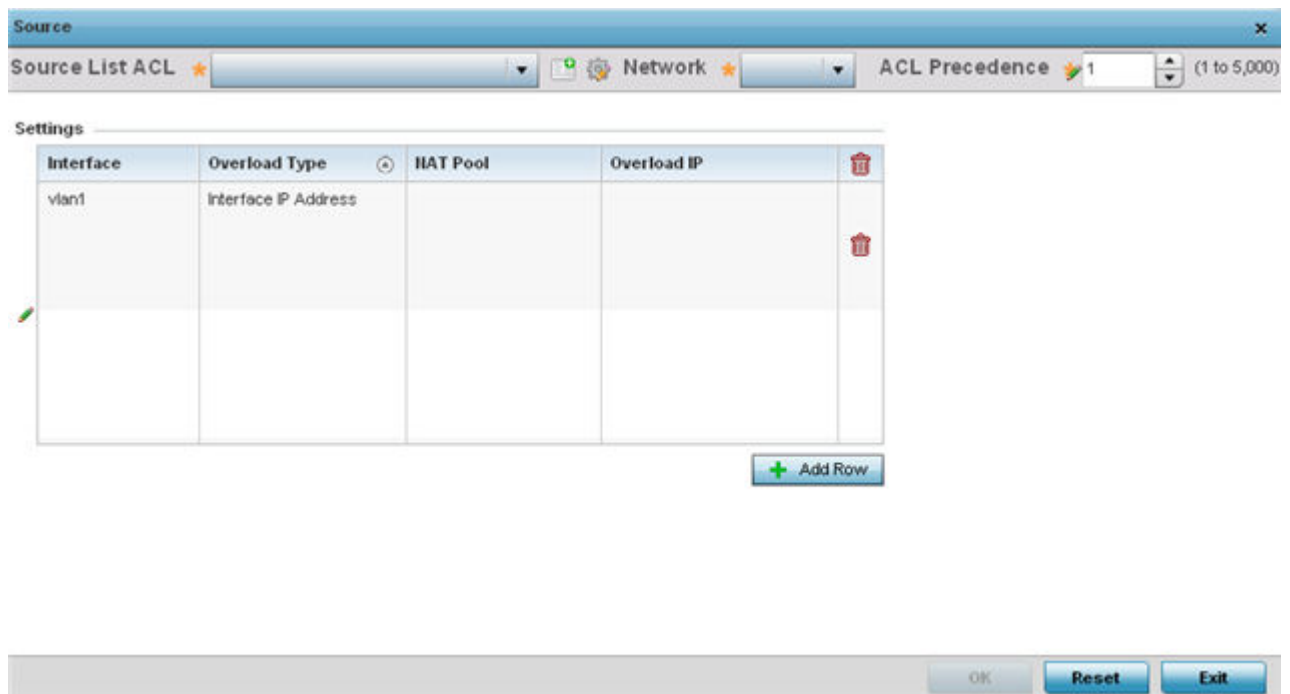 Source
Source List ACL Network ACL Precedence 1 (1 to 5,000)
Settings
Interface Overload Type NAT Pool Overload IP
vlan1 Interface IP Address
Add Row
OK Reset Exit